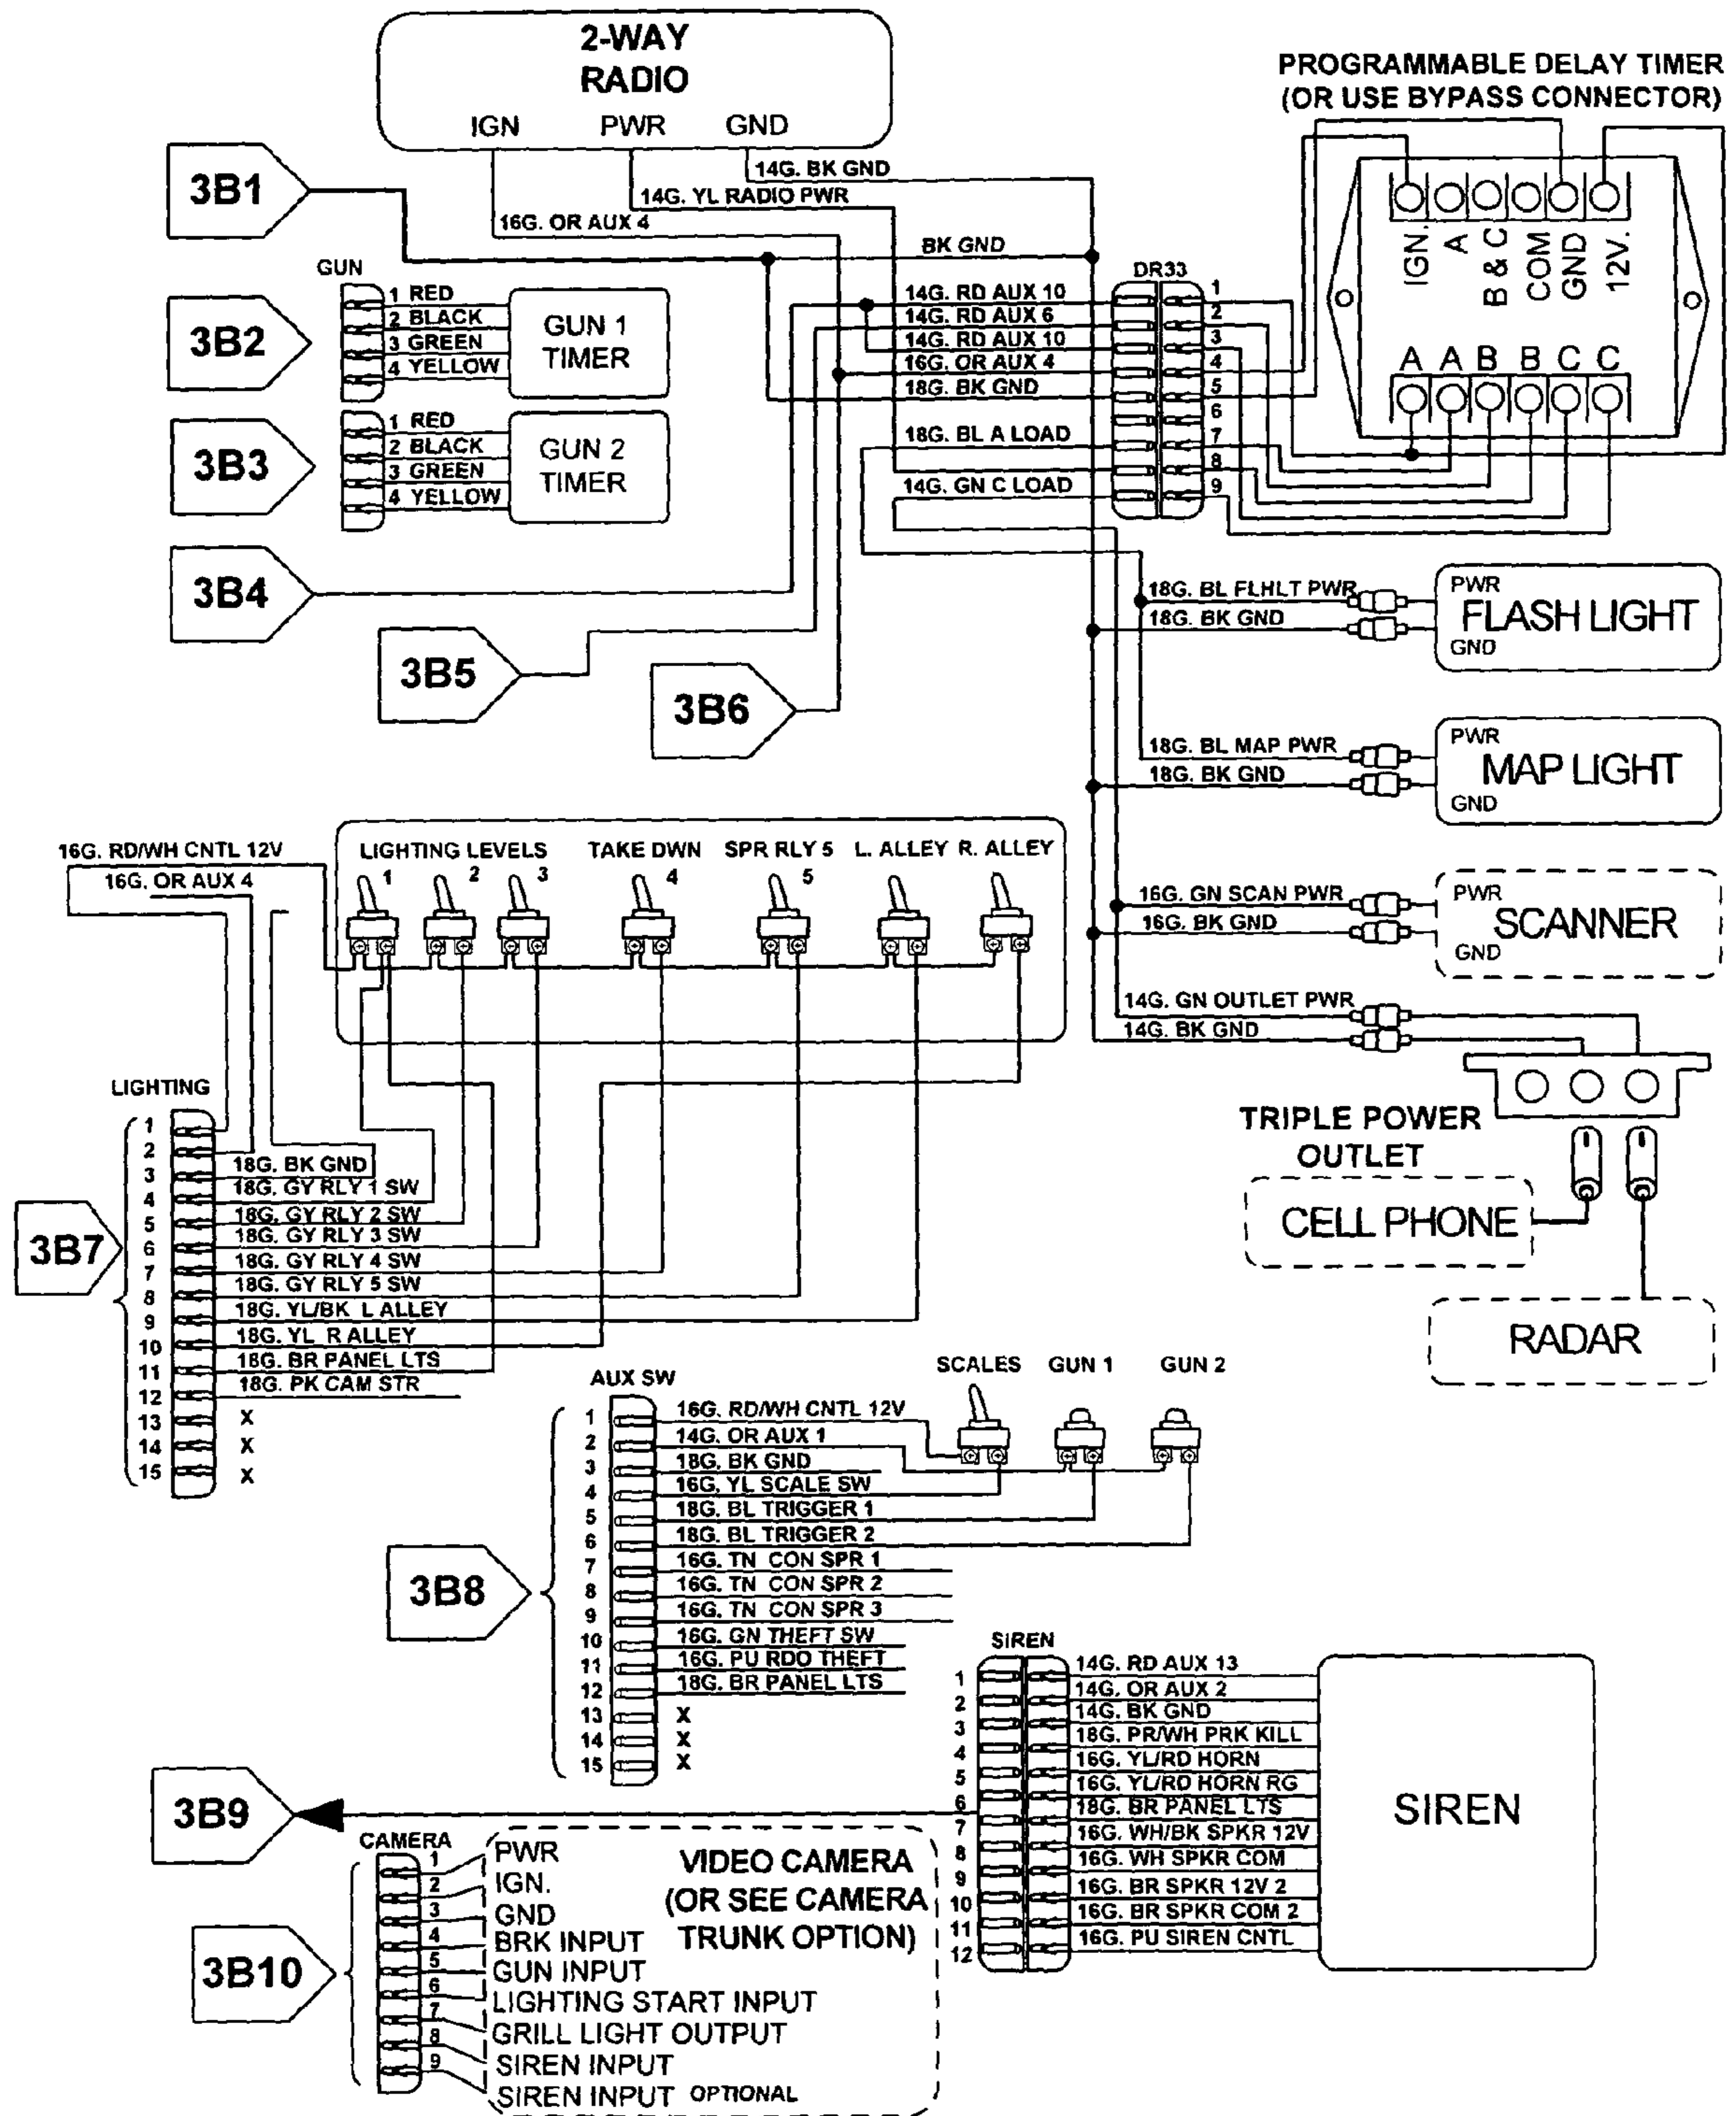 2-WAY
RADIO
IGN PWR GND
PROGRAMMABLE DELAY TIMER
(OR USE BYPASS CONNECTOR)
3B1
14G. BK GND
14G. YL RADIO PWR
16G. OR AUX 4
BK GND
IGN.
A
B & C
COM
GND
12V.
A A B B C C
GUN
3B2
1 RED
2 BLACK
3 GREEN
4 YELLOW
GUN 1
TIMER
3B3
1 RED
2 BLACK
3 GREEN
4 YELLOW
GUN 2
TIMER
DR33
14G. RD AUX 10
14G. RD AUX 6
14G. RD AUX 10
16G. OR AUX 4
18G. BK GND
18G. BL A LOAD
14G. GN C LOAD
1
2
3
4
5
6
7
8
9
3B4
3B5
3B6
18G. BL FLHLT PWR
18G. BK GND
PWR
FLASH LIGHT
GND
18G. BL MAP PWR
18G. BK GND
PWR
MAP LIGHT
GND
16G. GN SCAN PWR
16G. BK GND
PWR
SCANNER
GND
14G. GN OUTLET PWR
14G. BK GND
TRIPLE POWER
OUTLET
CELL PHONE
RADAR
16G. RD/WH CNTL 12V
16G. OR AUX 4
LIGHTING LEVELS TAKE DWN SPR RLY 5 L. ALLEY R. ALLEY
1 2 3 4 5
LIGHTING
3B7
1
2
3 18G. BK GND
4 18G. GY RLY 1 SW
5 18G. GY RLY 2 SW
6 18G. GY RLY 3 SW
7 18G. GY RLY 4 SW
8 18G. GY RLY 5 SW
9 18G. YL/BK L ALLEY
10 18G. YL R ALLEY
11 18G. BR PANEL LTS
12 18G. PK CAM STR
13 X
14 X
15 X
AUX SW
SCALES GUN 1 GUN 2
3B8
1 16G. RD/WH CNTL 12V
2 14G. OR AUX 1
3 18G. BK GND
4 16G. YL SCALE SW
5 18G. BL TRIGGER 1
6 18G. BL TRIGGER 2
7 16G. TN CON SPR 1
8 16G. TN CON SPR 2
9 16G. TN CON SPR 3
10 16G. GN THEFT SW
11 16G. PU RDO THEFT
12 18G. BR PANEL LTS
13 X
14 X
15 X
3B9
SIREN
1 14G. RD AUX 13
2 14G. OR AUX 2
3 14G. BK GND
4 18G. PR/WH PRK KILL
5 16G. YL/RD HORN
6 16G. YL/RD HORN RG
7 18G. BR PANEL LTS
8 16G. WH/BK SPKR 12V
9 16G. WH SPKR COM
10 16G. BR SPKR 12V 2
11 16G. BR SPKR COM 2
12 16G. PU SIREN CNTL
SIREN
CAMERA
3B10
1 PWR
2 IGN.
3 GND
4 BRK INPUT
5 GUN INPUT
6 LIGHTING START INPUT
7 GRILL LIGHT OUTPUT
8 SIREN INPUT
9 SIREN INPUT OPTIONAL
VIDEO CAMERA
(OR SEE CAMERA
TRUNK OPTION)